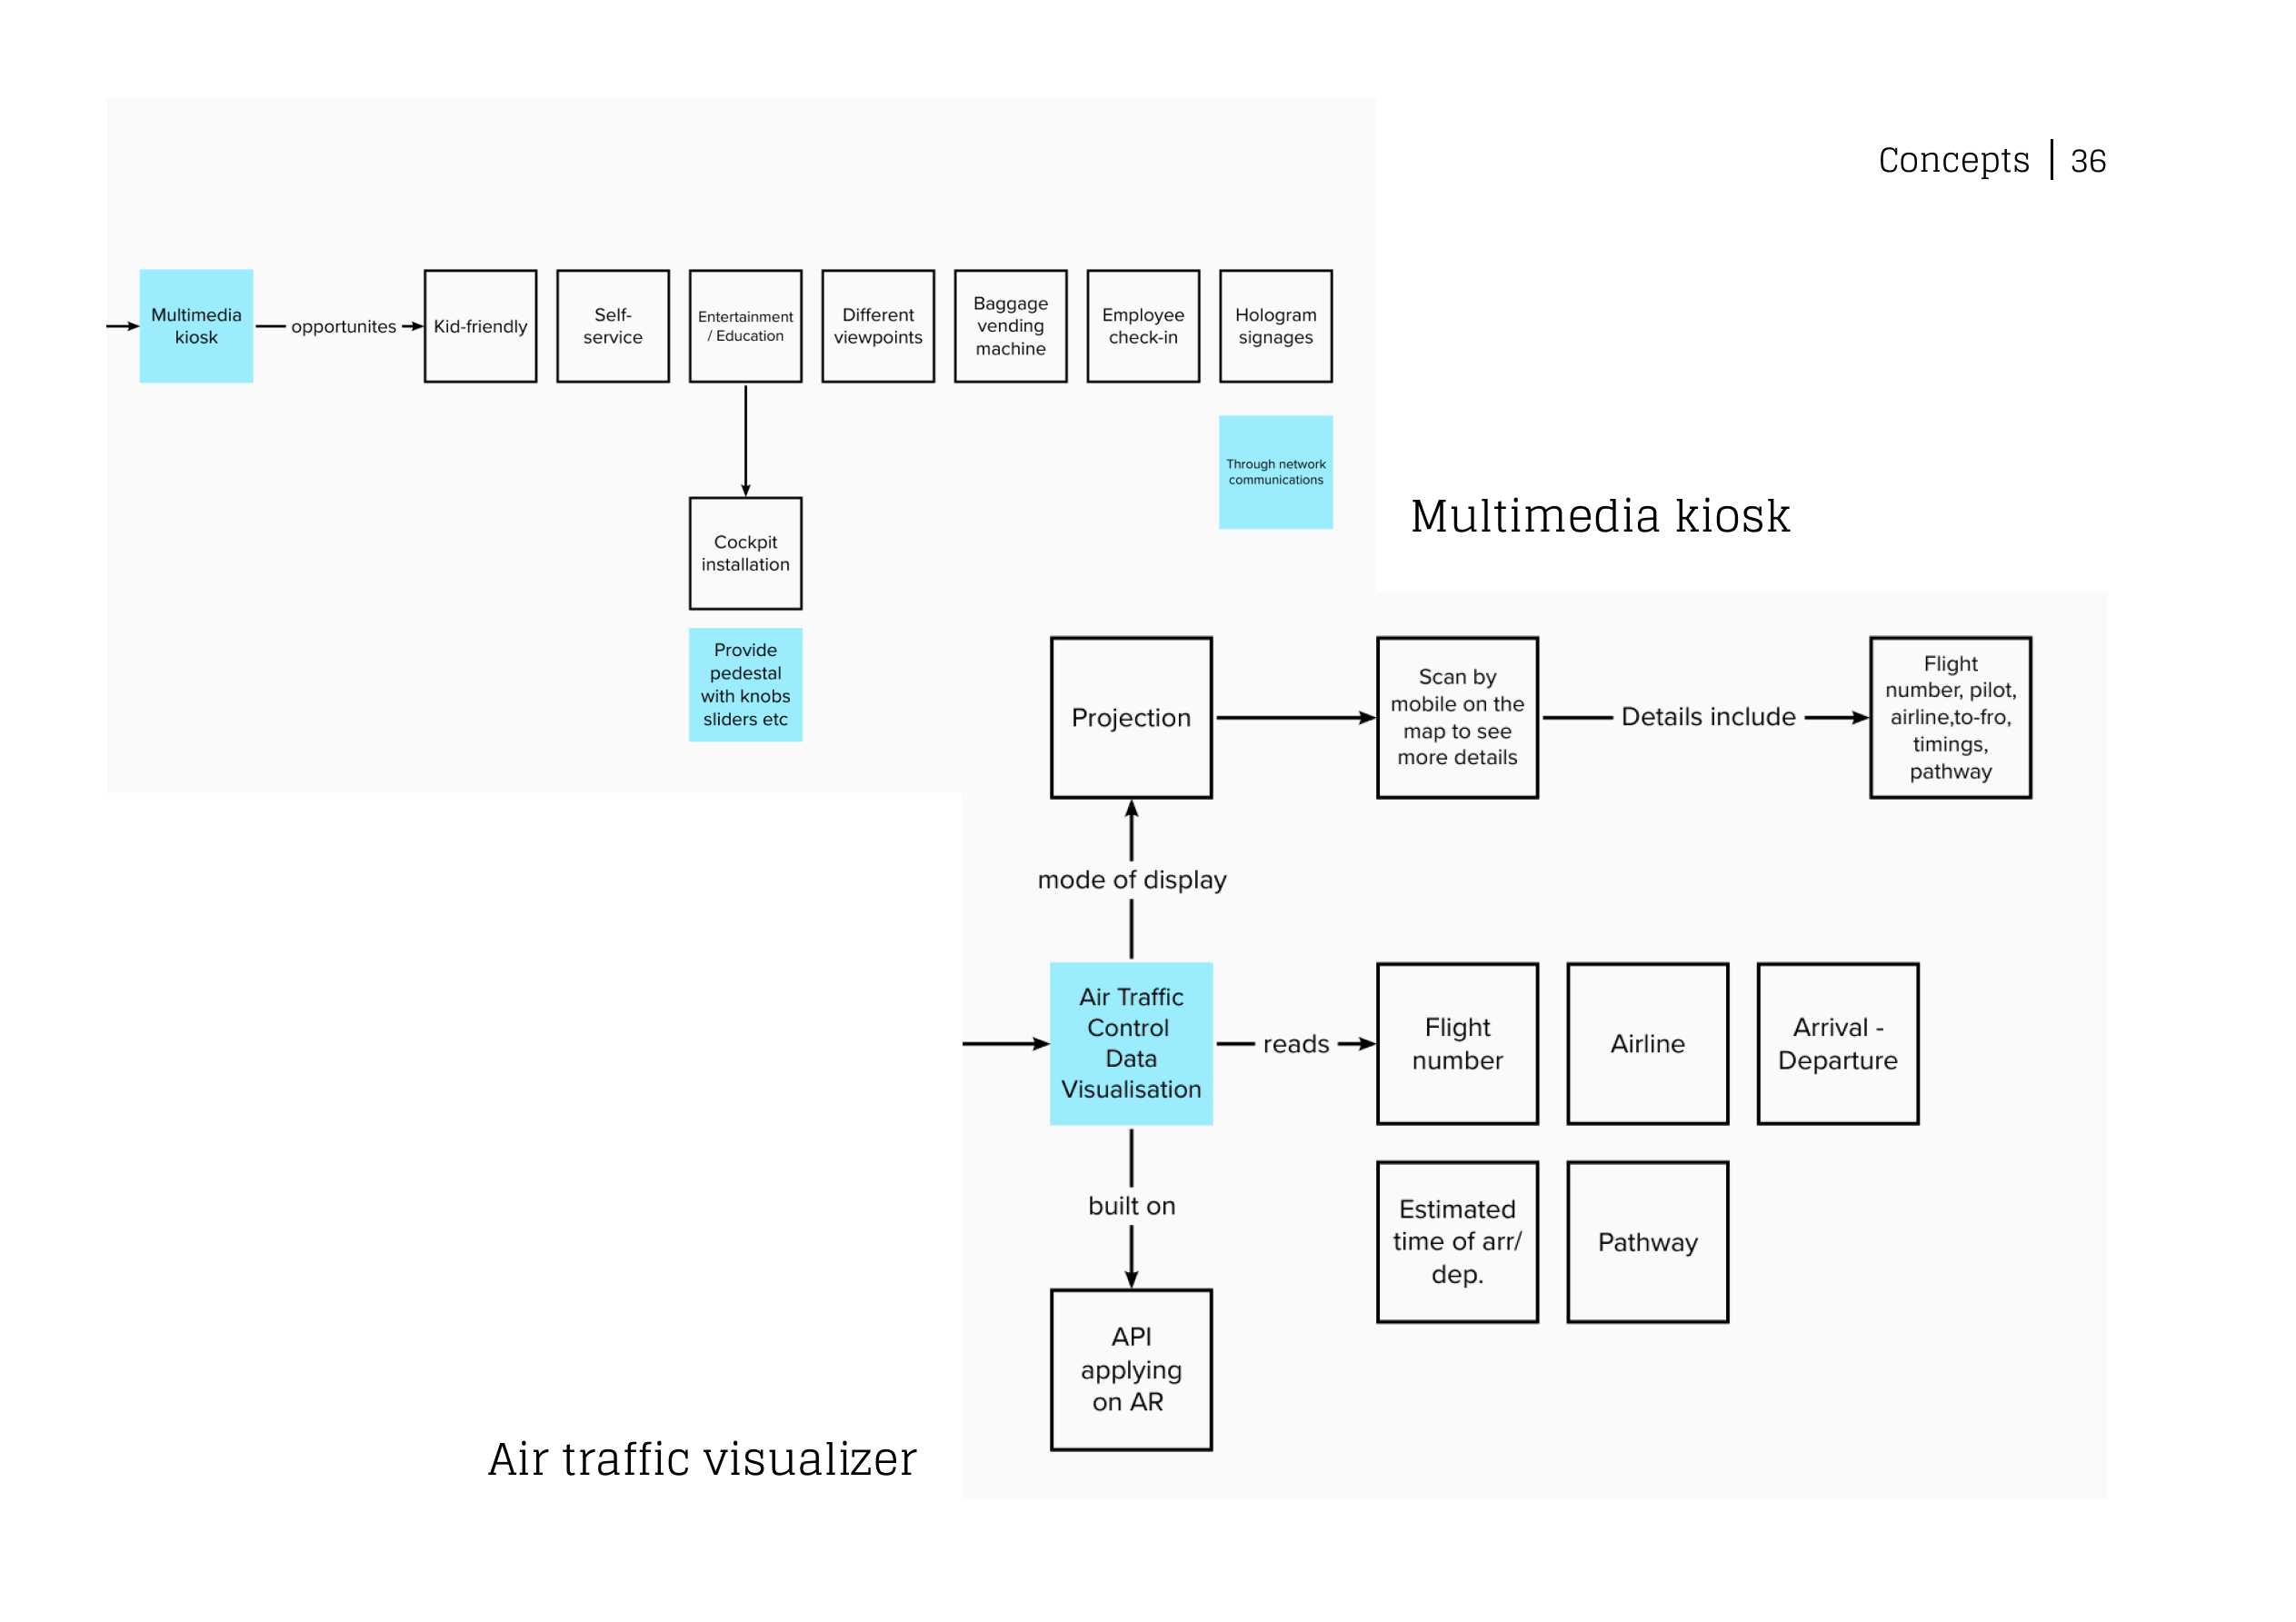 Concepts | 36
Multimedia
kiosk
opportunites
Kid-friendly
Self-
service
Entertainment
/ Education
Different
viewpoints
Baggage
vending
machine
Employee
check-in
Hologram
signages
Through network
communications
Cockpit
installation
Provide
pedestal
with knobs
sliders etc
Multimedia kiosk
Projection
Scan by
mobile on the
map to see
more details
Details include
Flight
number, pilot,
airline,to-fro,
timings,
pathway
mode of display
Air Traffic
Control
Data
Visualisation
reads
Flight
number
Airline
Arrival -
Departure
Estimated
time of arr/
dep.
Pathway
built on
API
applying
on AR
Air traffic visualizer